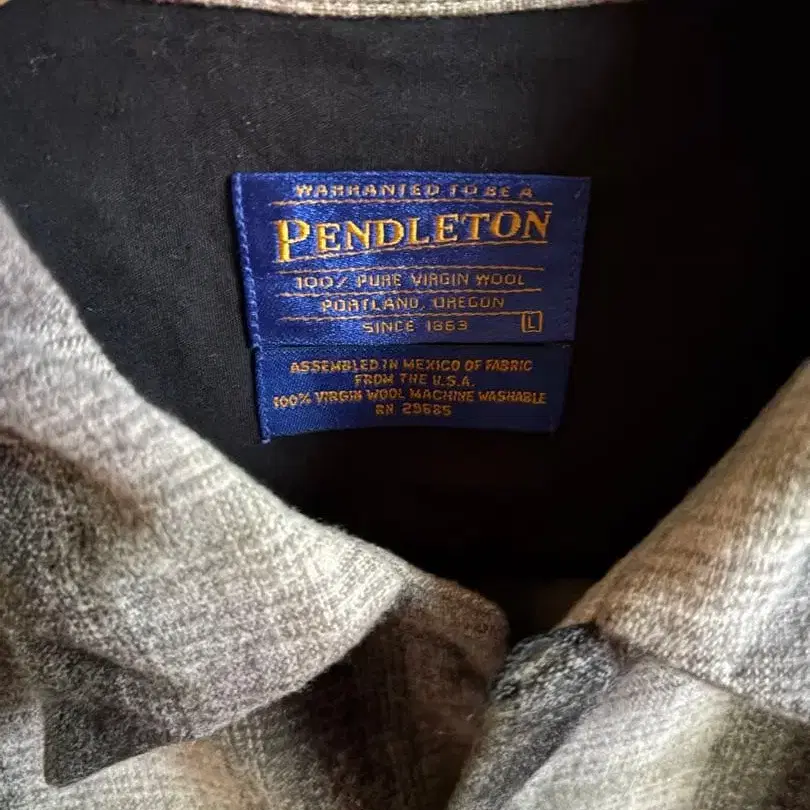 WARRANTED TO BE A
PENDLETON
100% PURE VIRGIN WOOL
PORTLAND, OREGON
SINCE 1863 L
ASSEMBLED IN MEXICO OF FABRIC
FROM THE U.S.A.
100% VIRGIN WOOL MACHINE WASHABLE
RN 29685